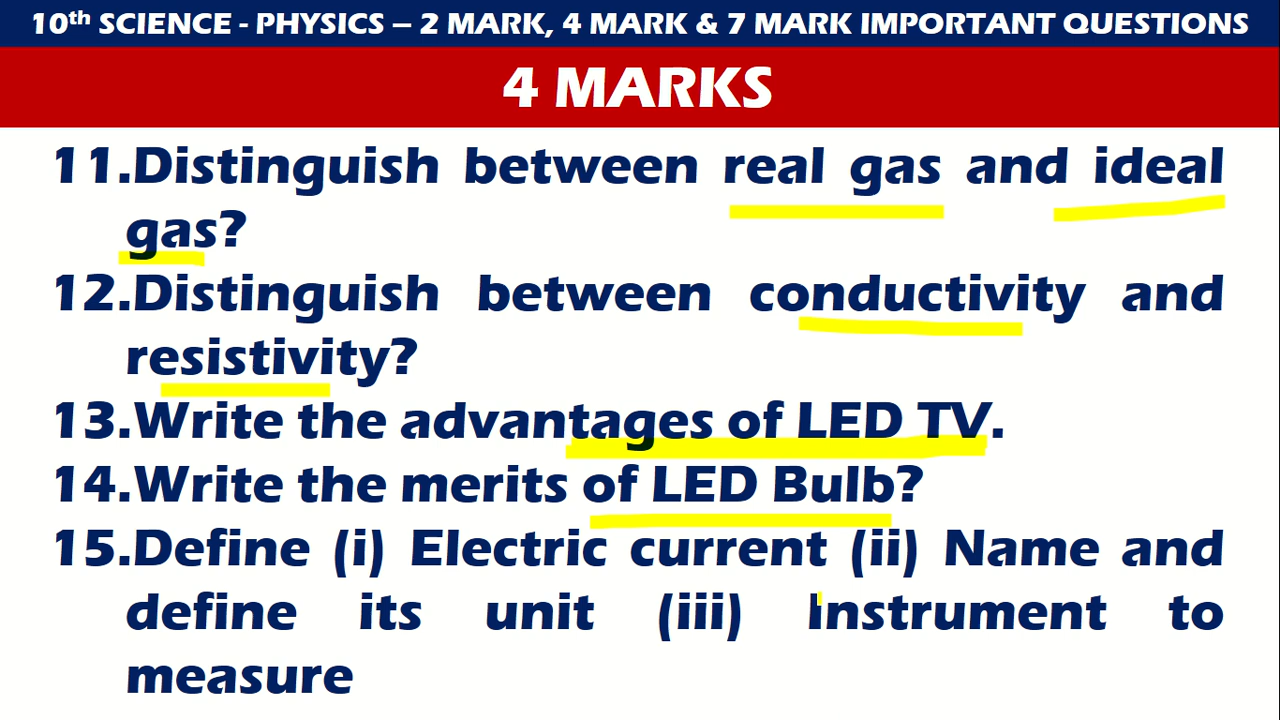 10th SCIENCE - PHYSICS – 2 MARK, 4 MARK & 7 MARK IMPORTANT QUESTIONS
4 MARKS
11.Distinguish between real gas and ideal
gas?
12.Distinguish between conductivity and
resistivity?
13.Write the advantages of LED TV.
14.Write the merits of LED Bulb?
15.Define (i) Electric current (ii) Name and
define its unit (iii) Instrument to
measure